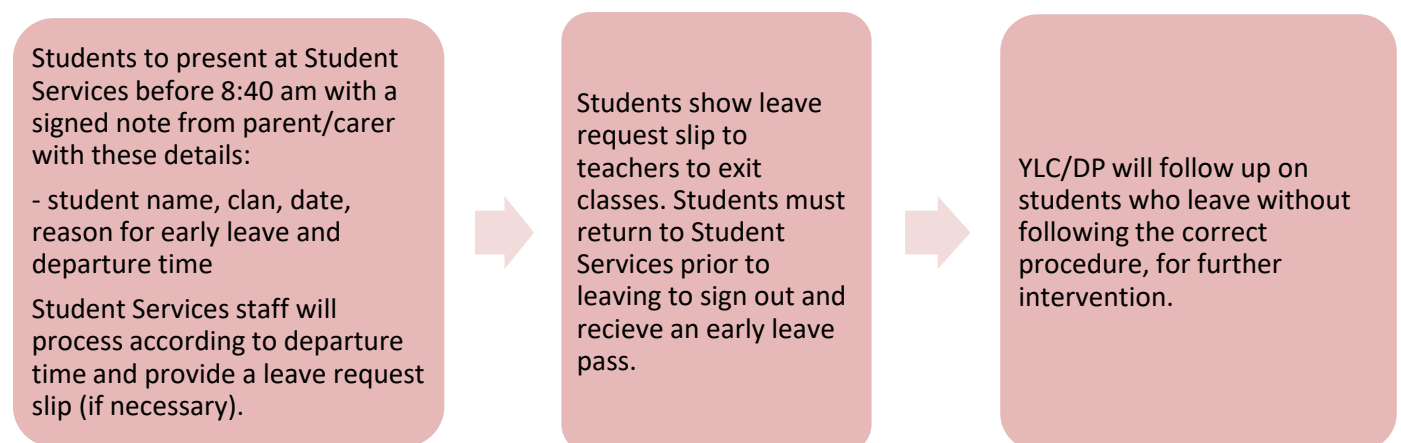 Students to present at Student
Services before 8:40 am with a
signed note from parent/carer
with these details:
- student name, clan, date,
reason for early leave and
departure time
Student Services staff will
process according to departure
time and provide a leave request
slip (if necessary).
Students show leave
request slip to
teachers to exit
classes. Students must
return to Student
Services prior to
leaving to sign out and
recieve an early leave
pass.
YLC/DP will follow up on
students who leave without
following the correct
procedure, for further
intervention.